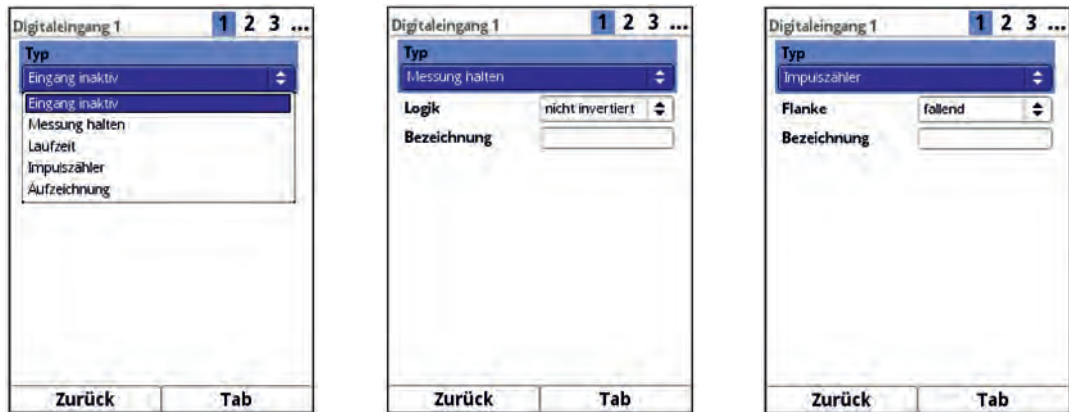 Digitaleingang 1 1 2 3 ...
Typ
Eingang inaktiv
Eingang inaktiv
Messung halten
Laufzeit
Impulszähler
Aufzeichnung
Zurück Tab
Digitaleingang 1 1 2 3 ...
Typ
Messung halten
Logik nicht invertiert
Bezeichnung
Zurück Tab
Digitaleingang 1 1 2 3 ...
Typ
Impulszähler
Flanke fallend
Bezeichnung
Zurück Tab